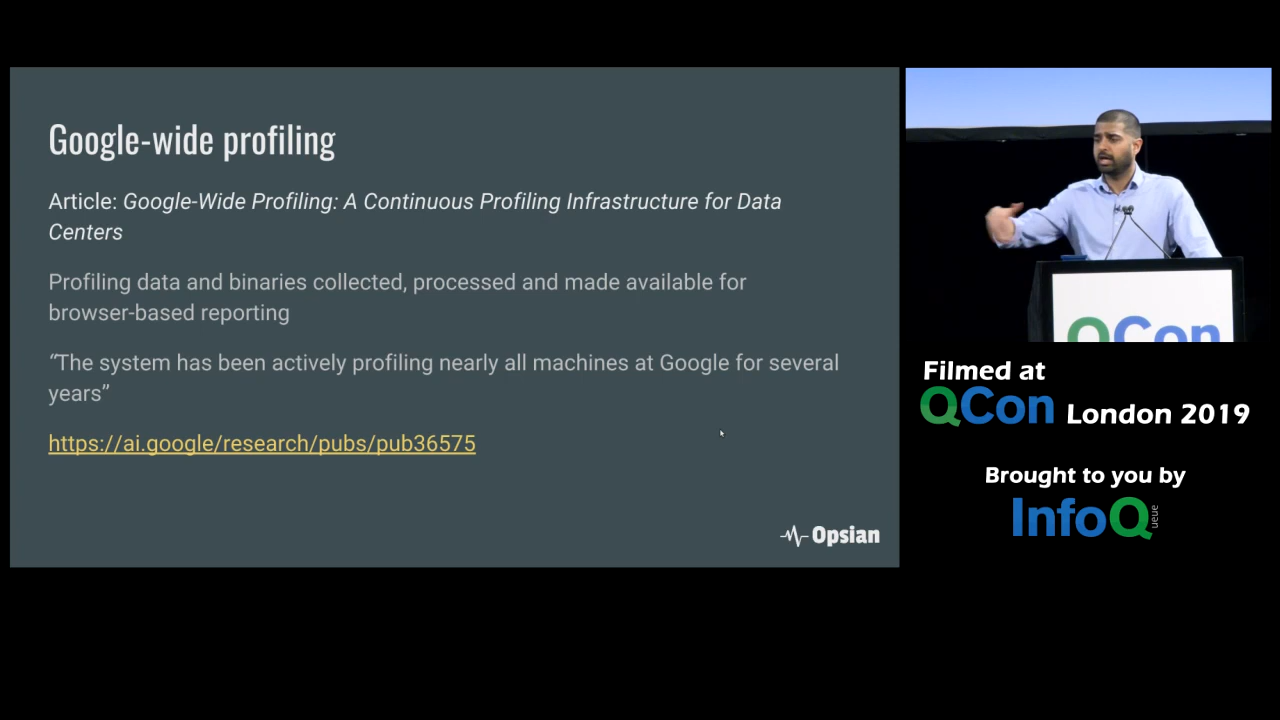 Google-wide profiling
Article: Google-Wide Profiling: A Continuous Profiling Infrastructure for Data
Centers
Profiling data and binaries collected, processed and made available for
browser-based reporting
“The system has been actively profiling nearly all machines at Google for several
years”
https://ai.google/research/pubs/pub36575
Opsian
QCon
Filmed at
QCon London 2019
Brought to you by
InfoQueue